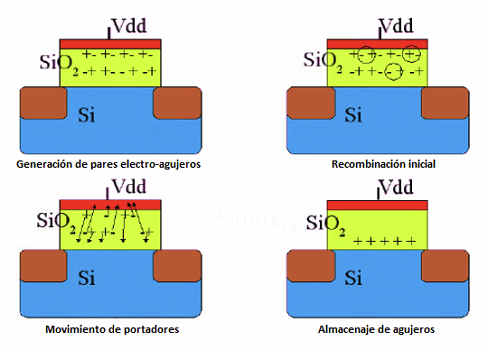 Vdd
SiO2
+- +- +- +-
-+ +- -+ -+
Si
Generación de pares electro-agujeros
Vdd
SiO2
Si
Recombinación inicial
Vdd
SiO2
Si
Movimiento de portadores
Vdd
SiO2
+ + + + +
Si
Almacenaje de agujeros